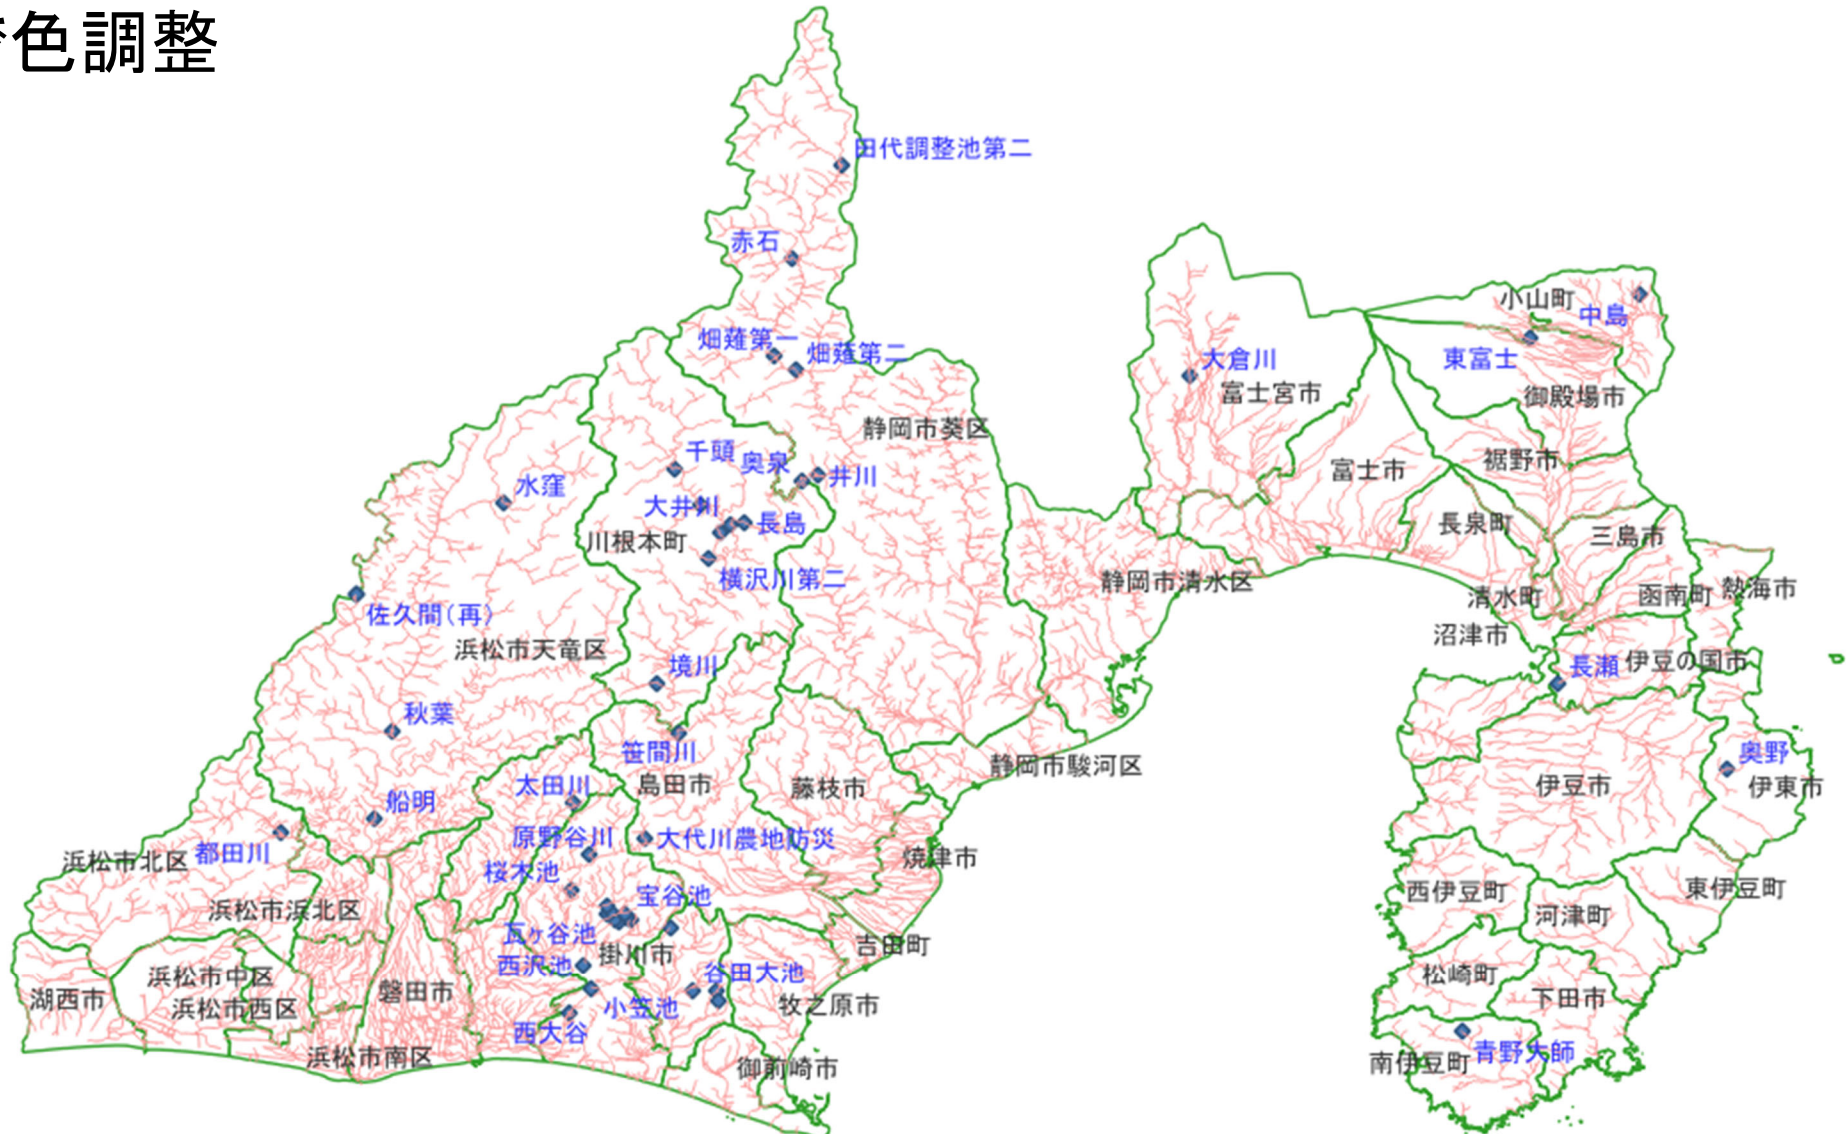 色調整
田代調整池第二
赤石
小山町
中島
畑薙第一
畑薙第二
大倉川
東富士
富士宮市
御殿場市
静岡市葵区
千頭
奥泉
井川
富士市
裾野市
水窪
大井川
長島
長泉町
三島市
川根本町
横沢川第二
静岡市清水区
清水町
函南町
熱海市
佐久間(再)
沼津市
浜松市天竜区
境川
長瀬
伊豆の国市
秋葉
笹間川
静岡市駿河区
奥野
太田川
島田市
藤枝市
伊豆市
伊東市
船明
原野谷川
大代川農地防災
浜松市北区
都田川
焼津市
桜木池
宝谷池
西伊豆町
東伊豆町
浜松市浜北区
河津町
瓦ヶ谷池
掛川市
吉田町
西沢池
谷田大池
浜松市中区
松崎町
湖西市
浜松市西区
磐田市
小笠池
牧之原市
下田市
西大谷
浜松市南区
御前崎市
南伊豆町
青野大師